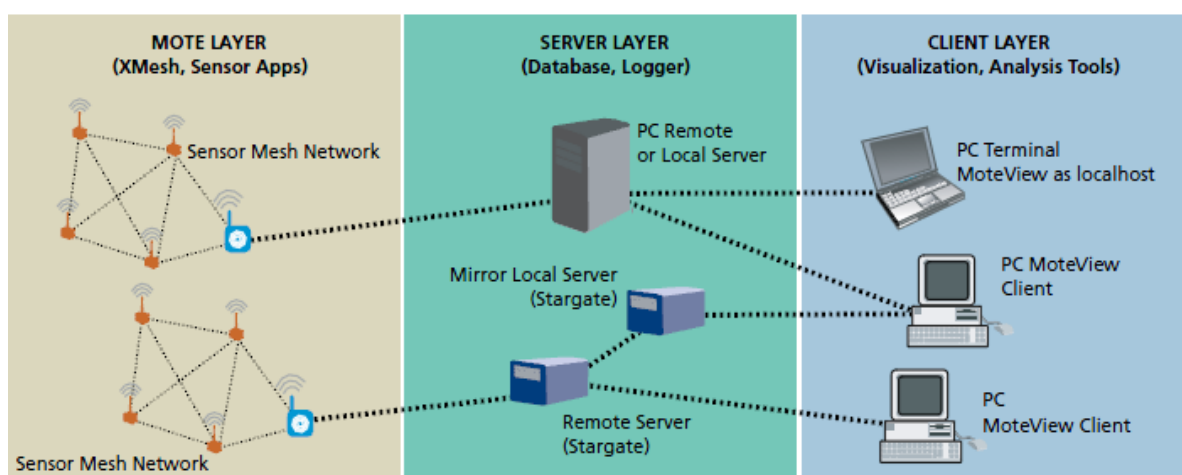 MOTE LAYER
(XMesh, Sensor Apps)
SERVER LAYER
(Database, Logger)
CLIENT LAYER
(Visualization, Analysis Tools)
Sensor Mesh Network
PC Remote
or Local Server
PC Terminal
MoteView as localhost
Mirror Local Server
(Stargate)
PC MoteView
Client
Remote Server
(Stargate)
PC
MoteView Client
Sensor Mesh Network